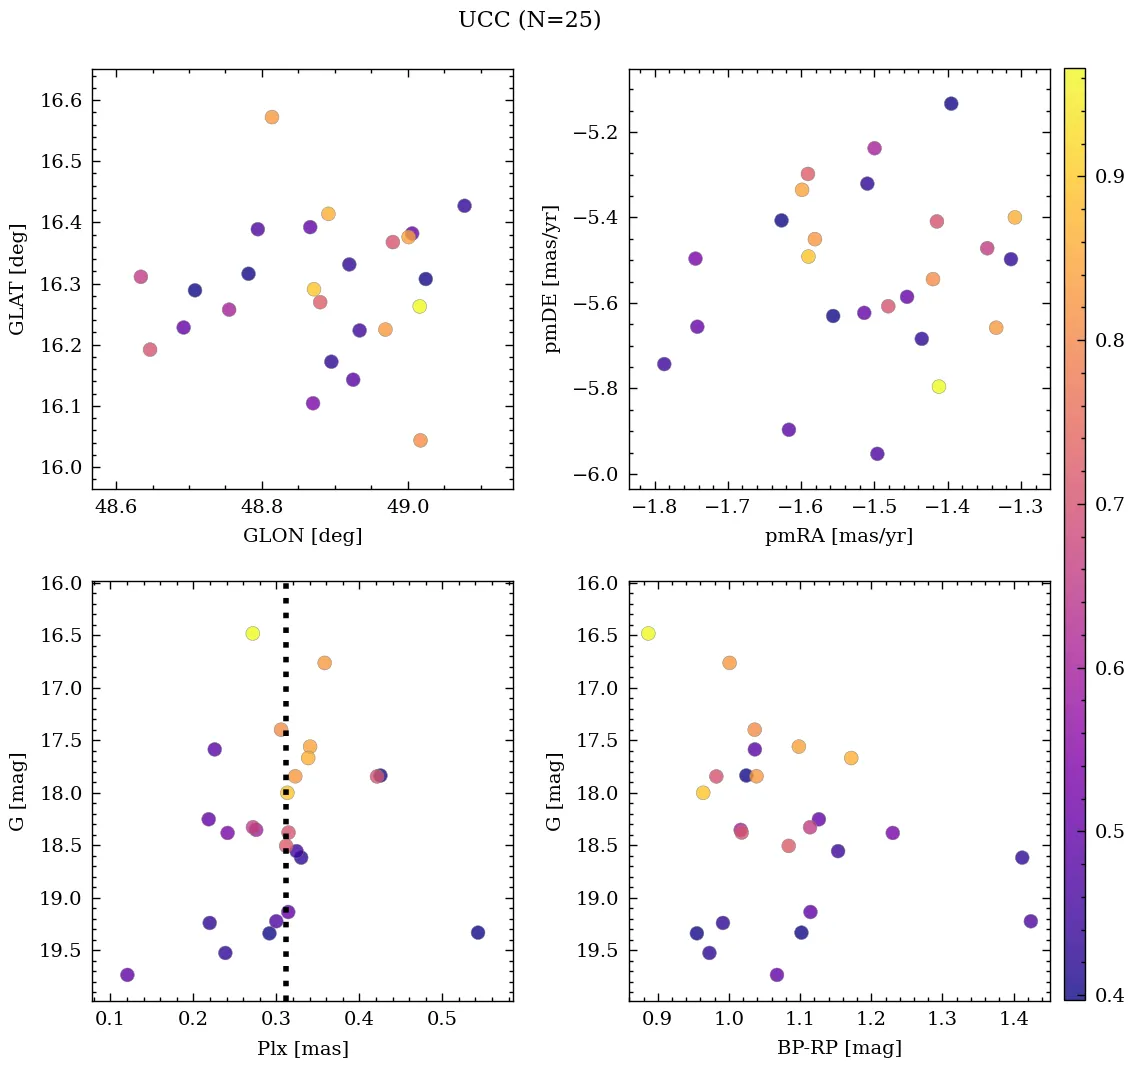 UCC (N=25)
16.6
16.5
16.4
16.3
16.2
16.1
16.0
GLAT [deg]
48.6 48.8 49.0
GLON [deg]
−5.2
−5.4
−5.6
−5.8
−6.0
pmDE [mas/yr]
−1.8 −1.7 −1.6 −1.5 −1.4 −1.3
pmRA [mas/yr]
16.0
16.5
17.0
17.5
18.0
18.5
19.0
19.5
G [mag]
0.1 0.2 0.3 0.4 0.5
Plx [mas]
16.0
16.5
17.0
17.5
18.0
18.5
19.0
19.5
G [mag]
0.9 1.0 1.1 1.2 1.3 1.4
BP-RP [mag]
0.9
0.8
0.7
0.6
0.5
0.4